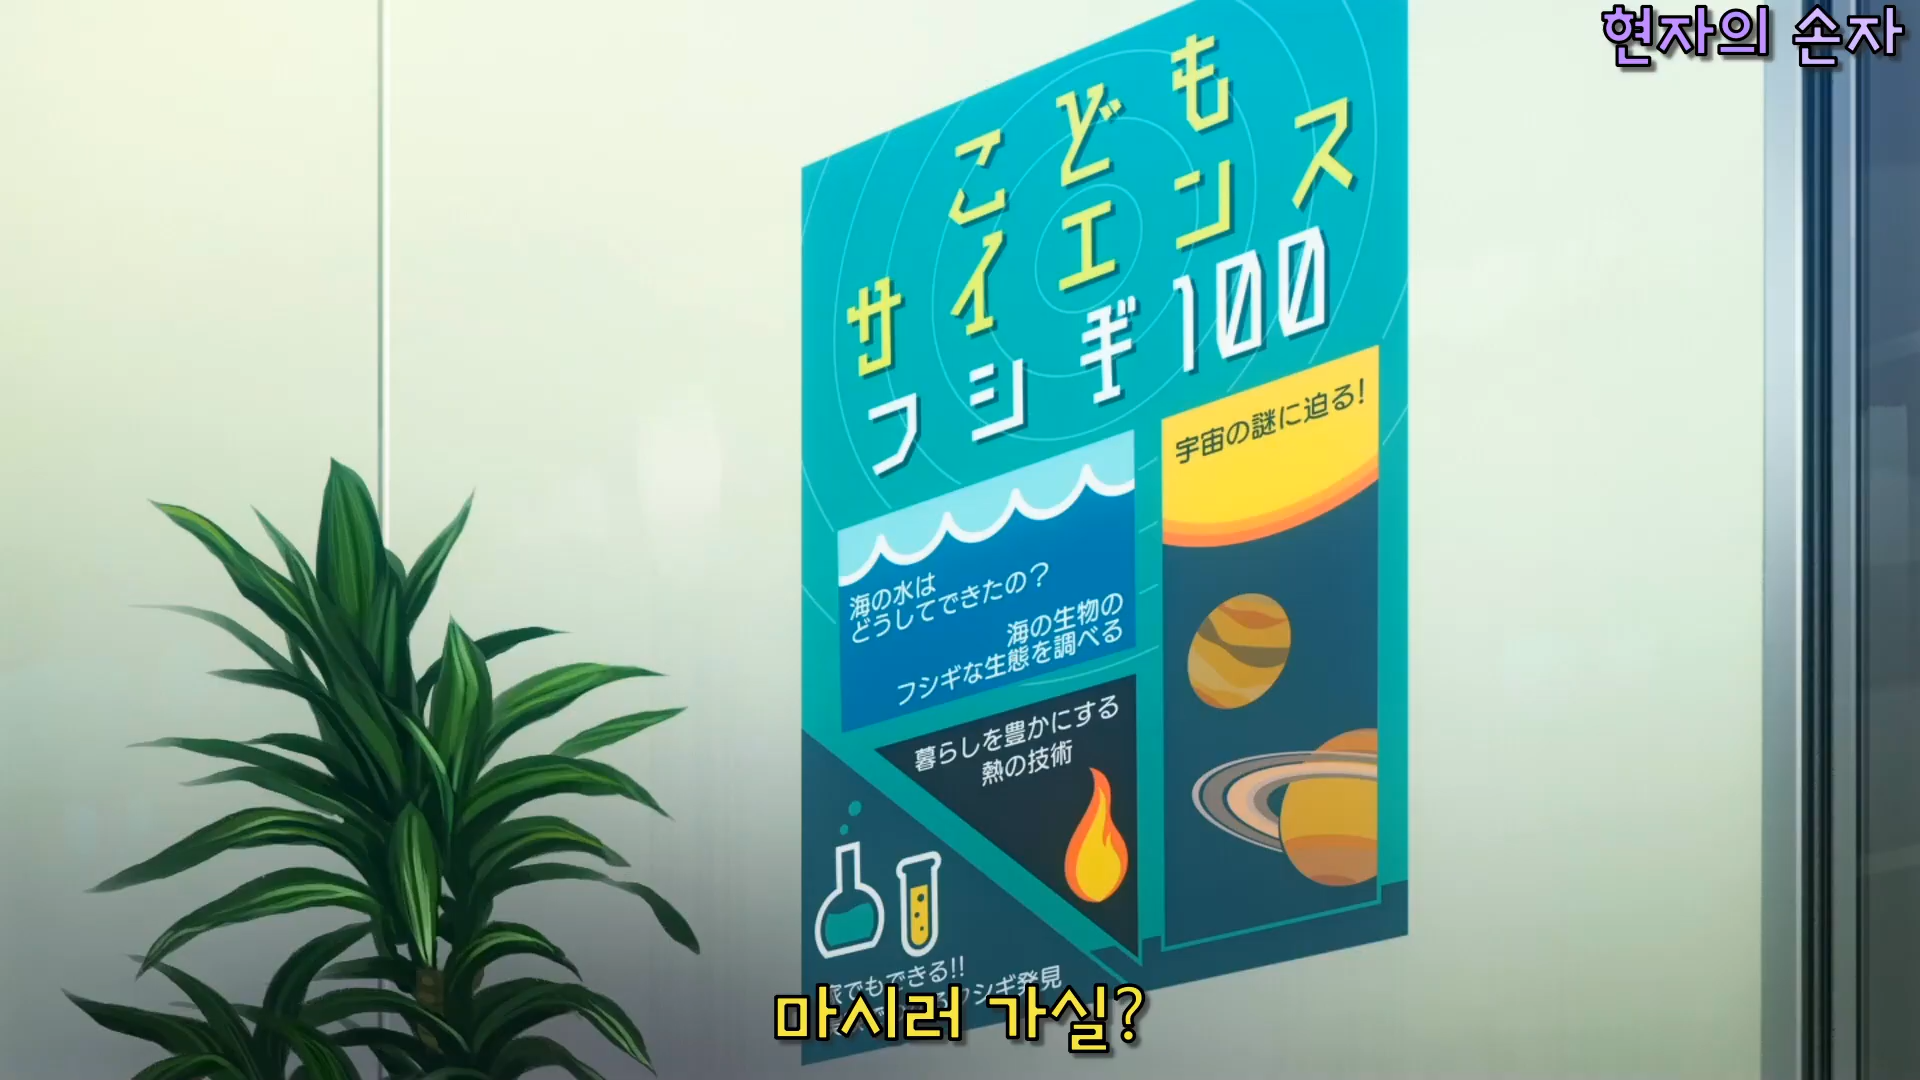 현자의 손자
こども
サイエンス
フシギ100
宇宙の謎に迫る!
海の水は
どうしてできたの?
海の生物の
フシギな生態を調べる
暮らしを豊かにする
熱の技術
でもできる!!
シギ発見
마시러 가실?